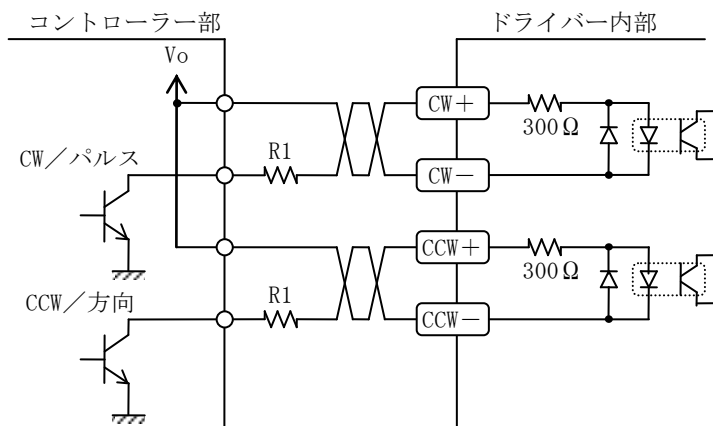 コントローラー部
ドライバー内部
Vo
CW+
300Ω
CW／パルス
R1
CW－
CCW+
300Ω
CCW／方向
R1
CCW－